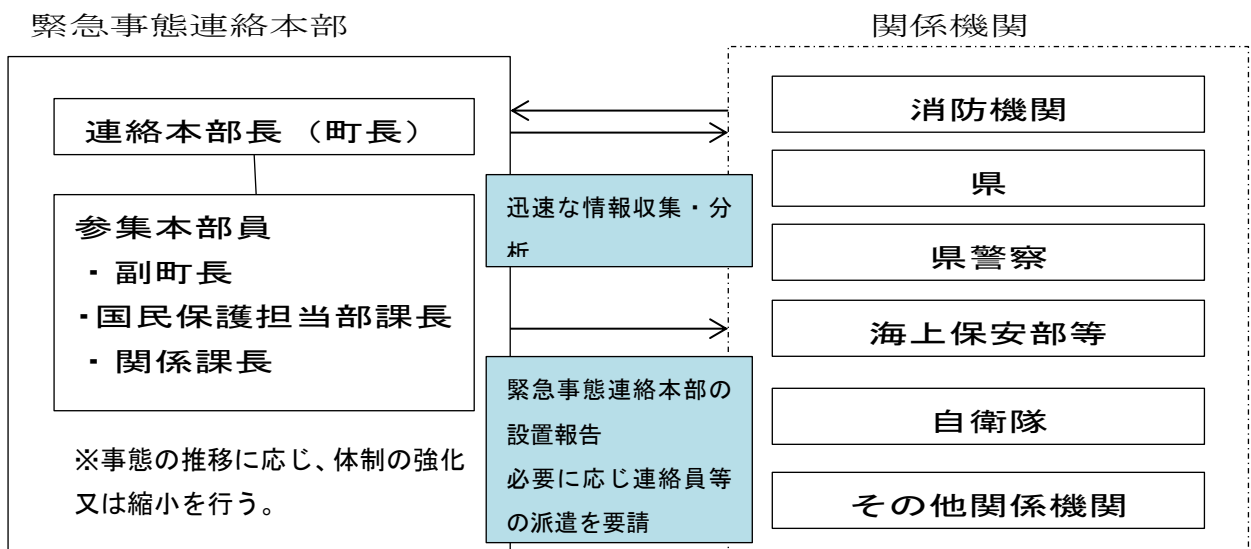 緊急事態連絡本部
連絡本部長（町長）
参集本部員
・副町長
・国民保護担当部課長
・関係課長
※事態の推移に応じ、体制の強化
又は縮小を行う。
迅速な情報収集・分
析
緊急事態連絡本部の
設置報告
必要に応じ連絡員等
の派遣を要請
関係機関
消防機関
県
県警察
海上保安部等
自衛隊
その他関係機関